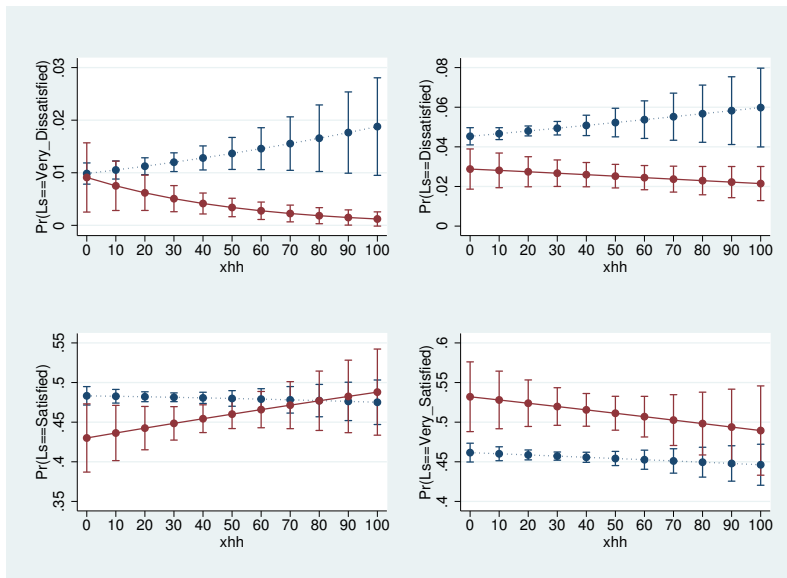 Pr(Ls==Very_Dissatisfied)
.03
.02
.01
0
0 10 20 30 40 50 60 70 80 90 100
xhh
Pr(Ls==Dissatisfied)
.08
.06
.04
.02
0
0 10 20 30 40 50 60 70 80 90 100
xhh
Pr(Ls==Satisfied)
.55
.5
.45
.4
.35
0 10 20 30 40 50 60 70 80 90 100
xhh
Pr(Ls==Very_Satisfied)
.6
.55
.5
.45
.4
0 10 20 30 40 50 60 70 80 90 100
xhh